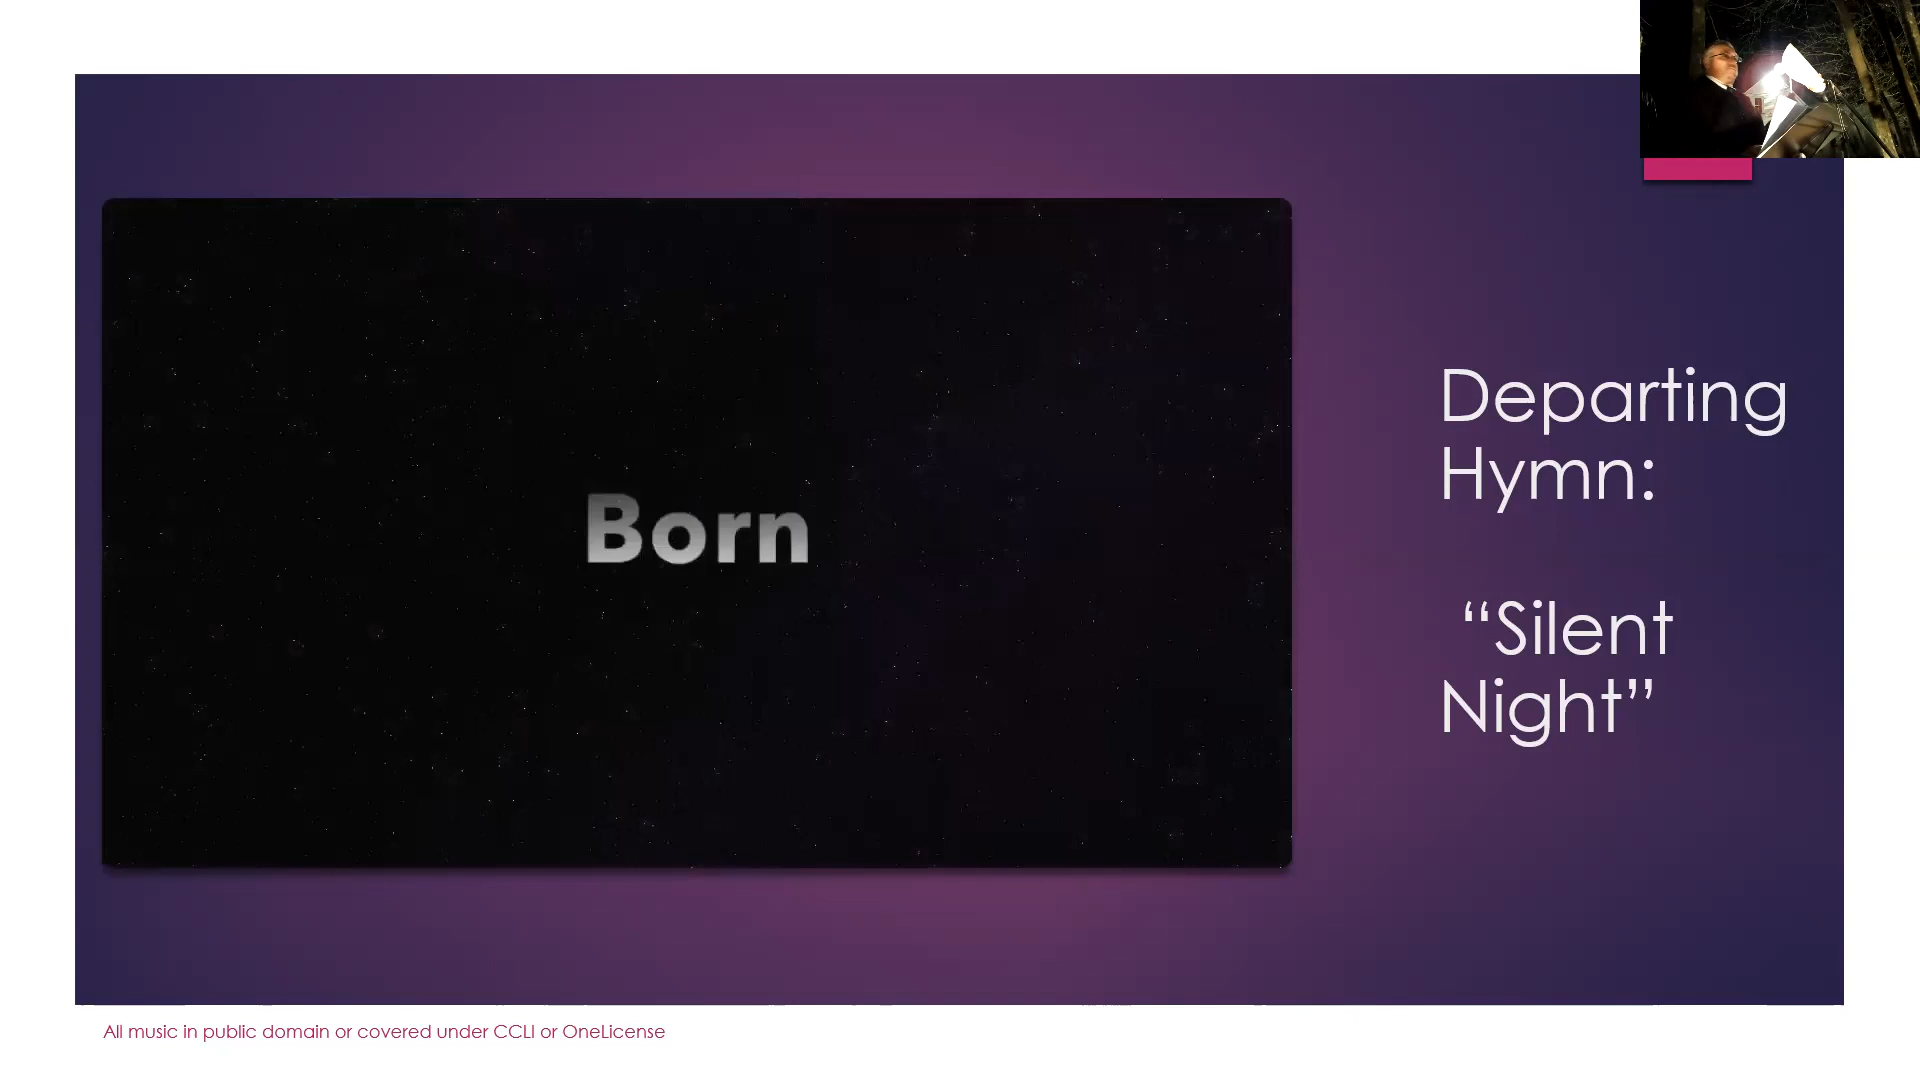 Born
Departing
Hymn:
“Silent
Night”
All music in public domain or covered under CCLI or OneLicense